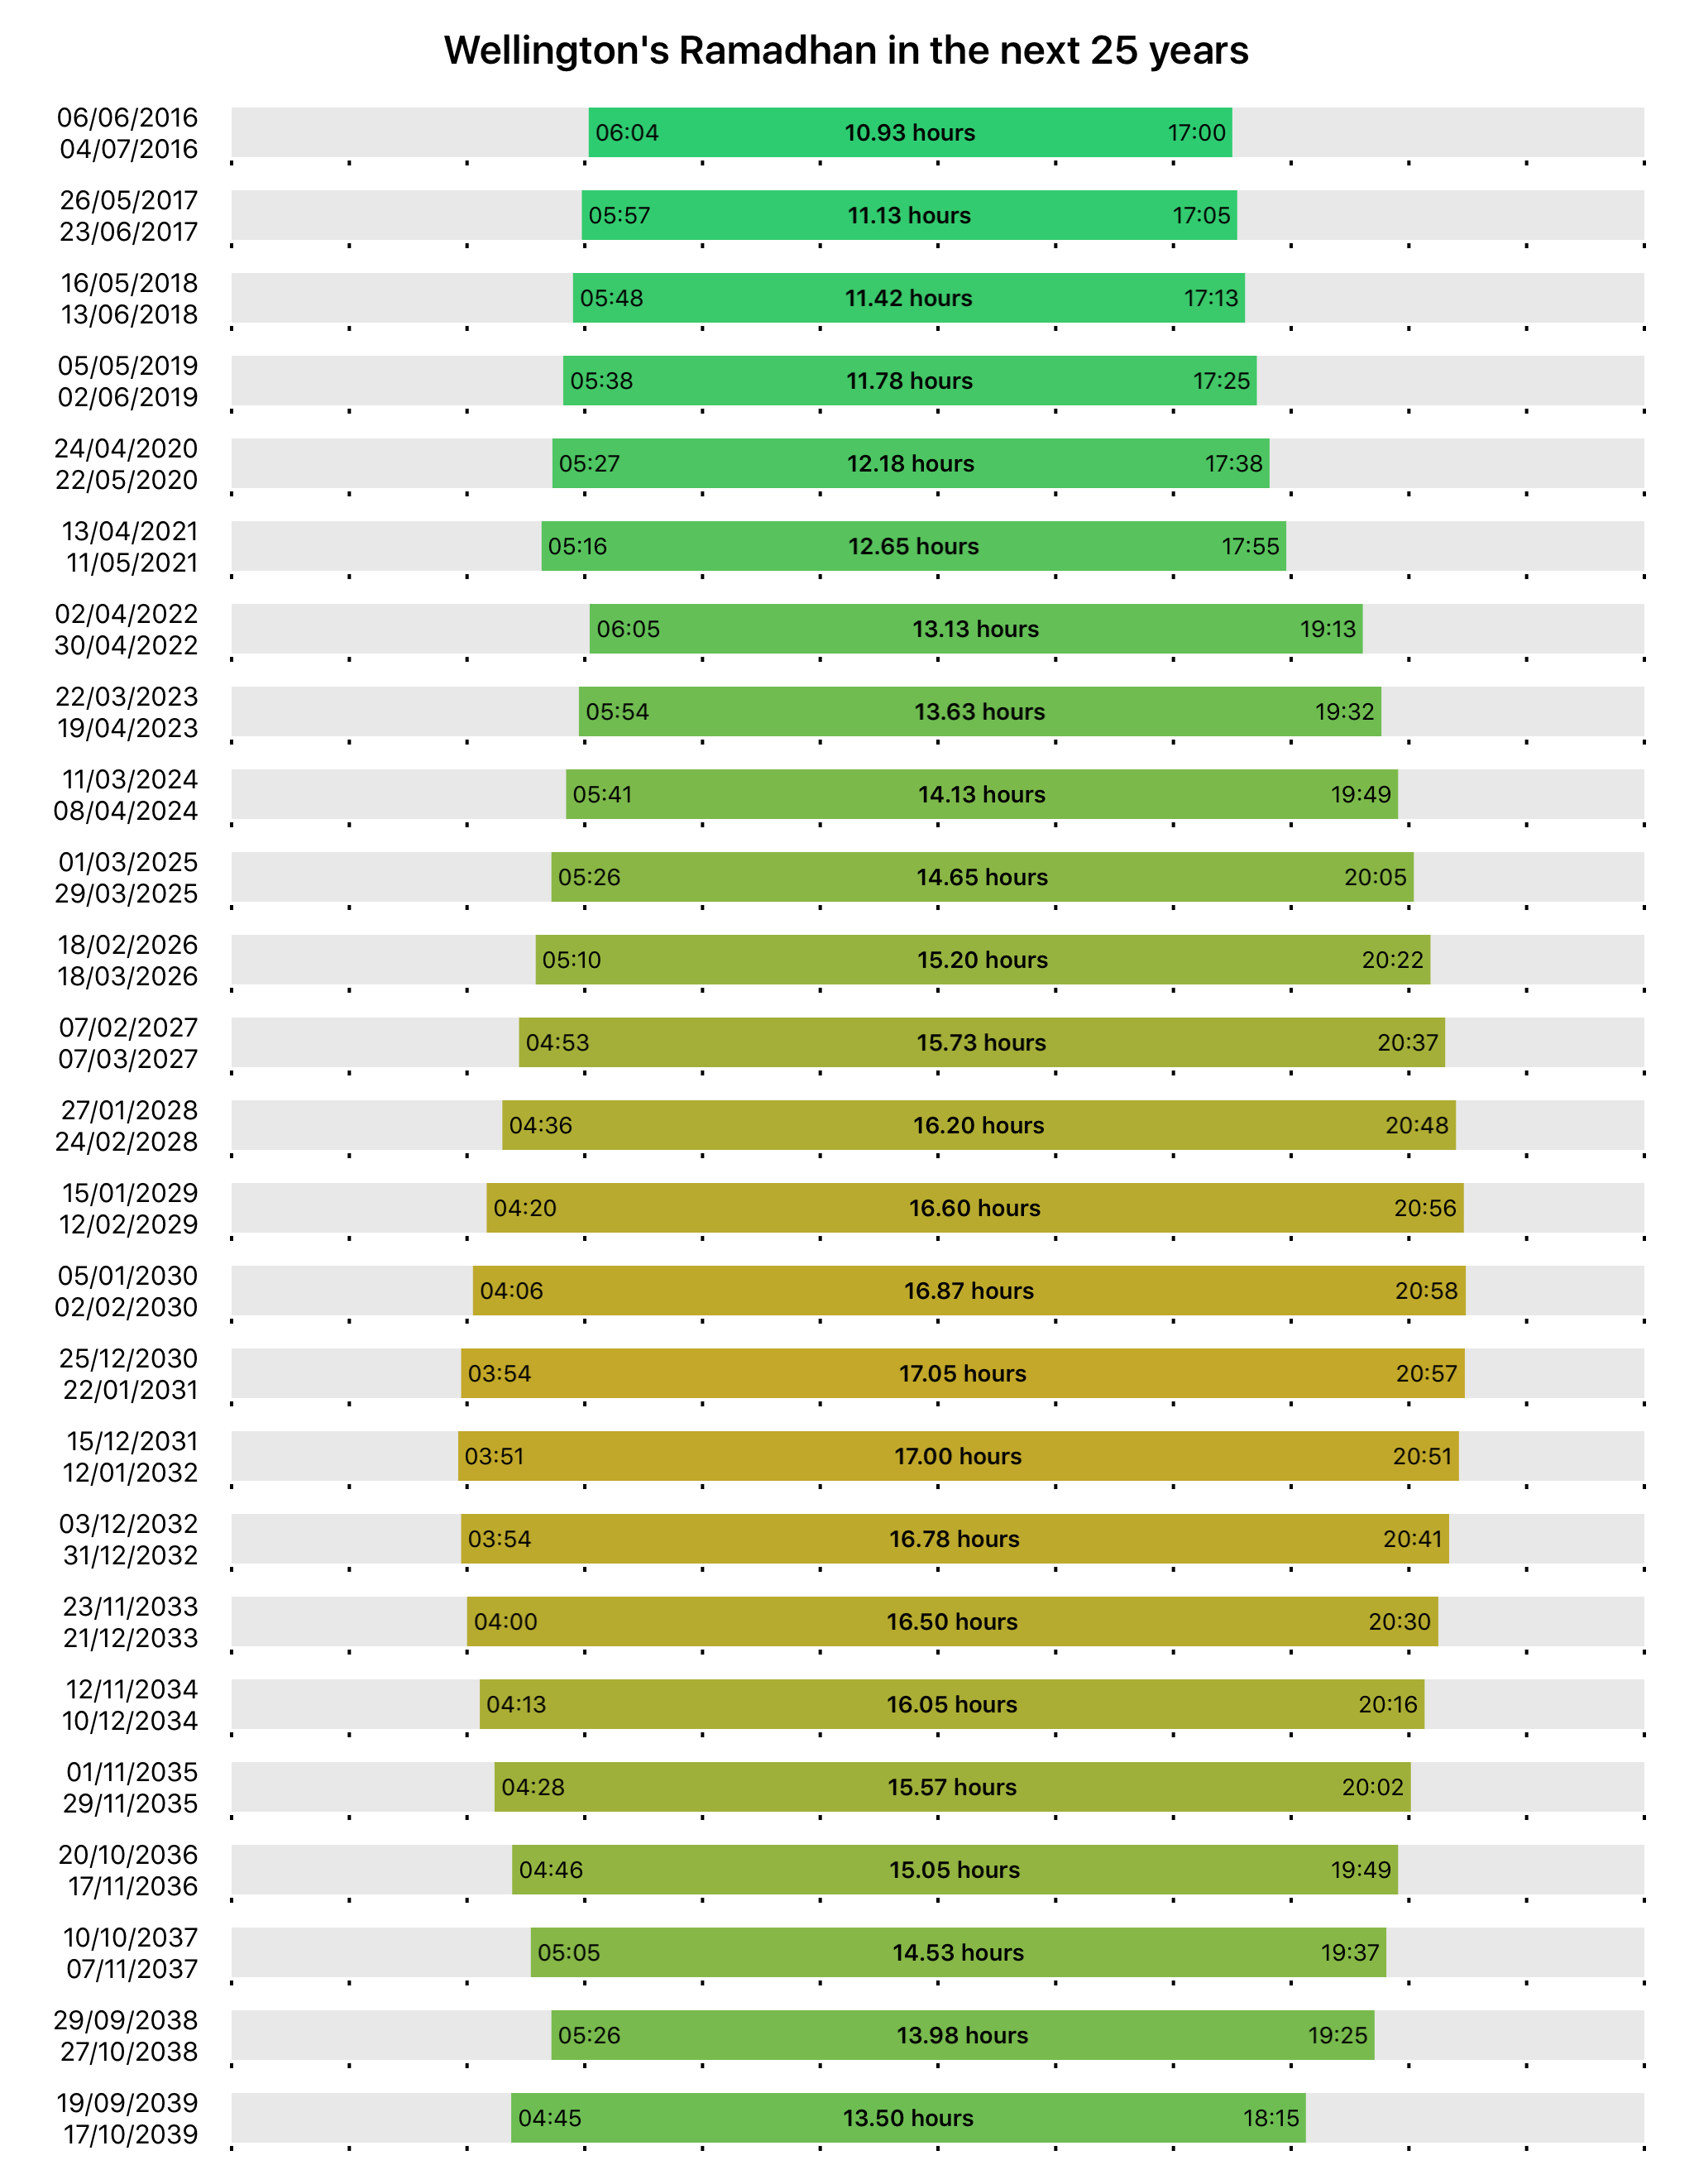 Wellington's Ramadhan in the next 25 years
06/06/2016
04/07/2016
06:04 10.93 hours 17:00
26/05/2017
23/06/2017
05:57 11.13 hours 17:05
16/05/2018
13/06/2018
05:48 11.42 hours 17:13
05/05/2019
02/06/2019
05:38 11.78 hours 17:25
24/04/2020
22/05/2020
05:27 12.18 hours 17:38
13/04/2021
11/05/2021
05:16 12.65 hours 17:55
02/04/2022
30/04/2022
06:05 13.13 hours 19:13
22/03/2023
19/04/2023
05:54 13.63 hours 19:32
11/03/2024
08/04/2024
05:41 14.13 hours 19:49
01/03/2025
29/03/2025
05:26 14.65 hours 20:05
18/02/2026
18/03/2026
05:10 15.20 hours 20:22
07/02/2027
07/03/2027
04:53 15.73 hours 20:37
27/01/2028
24/02/2028
04:36 16.20 hours 20:48
15/01/2029
12/02/2029
04:20 16.60 hours 20:56
05/01/2030
02/02/2030
04:06 16.87 hours 20:58
25/12/2030
22/01/2031
03:54 17.05 hours 20:57
15/12/2031
12/01/2032
03:51 17.00 hours 20:51
03/12/2032
31/12/2032
03:54 16.78 hours 20:41
23/11/2033
21/12/2033
04:00 16.50 hours 20:30
12/11/2034
10/12/2034
04:13 16.05 hours 20:16
01/11/2035
29/11/2035
04:28 15.57 hours 20:02
20/10/2036
17/11/2036
04:46 15.05 hours 19:49
10/10/2037
07/11/2037
05:05 14.53 hours 19:37
29/09/2038
27/10/2038
05:26 13.98 hours 19:25
19/09/2039
17/10/2039
04:45 13.50 hours 18:15